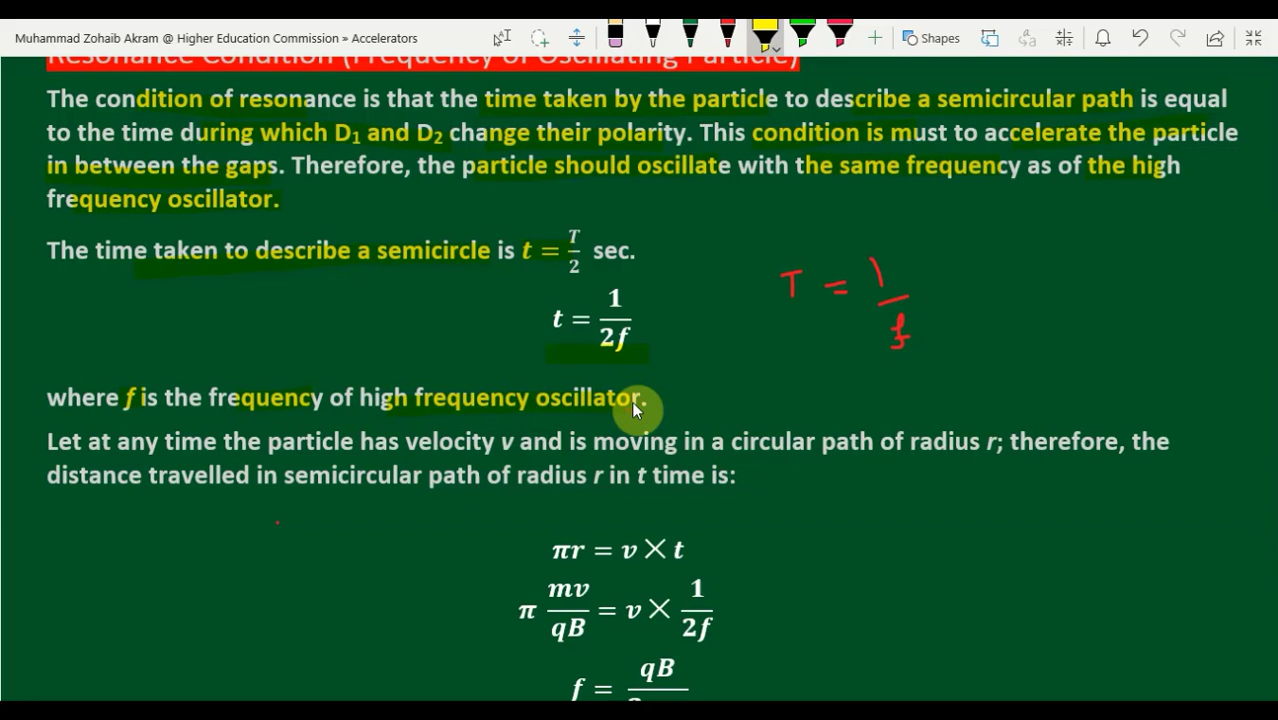 Muhammad Zohaib Akram @ Higher Education Commission » Accelerators
Shapes
Resonance Condition (Frequency of Oscillating Particle)
The condition of resonance is that the time taken by the particle to describe a semicircular path is equal
to the time during which D₁ and D₂ change their polarity. This condition is must to accelerate the particle
in between the gaps. Therefore, the particle should oscillate with the same frequency as of the high
frequency oscillator.
The time taken to describe a semicircle is t = T/2 sec.
t = 1/2f
T = 1/f
where f is the frequency of high frequency oscillator.
Let at any time the particle has velocity v and is moving in a circular path of radius r; therefore, the
distance travelled in semicircular path of radius r in t time is:
πr = v × t
π mv/qB = v × 1/2f
f = qB